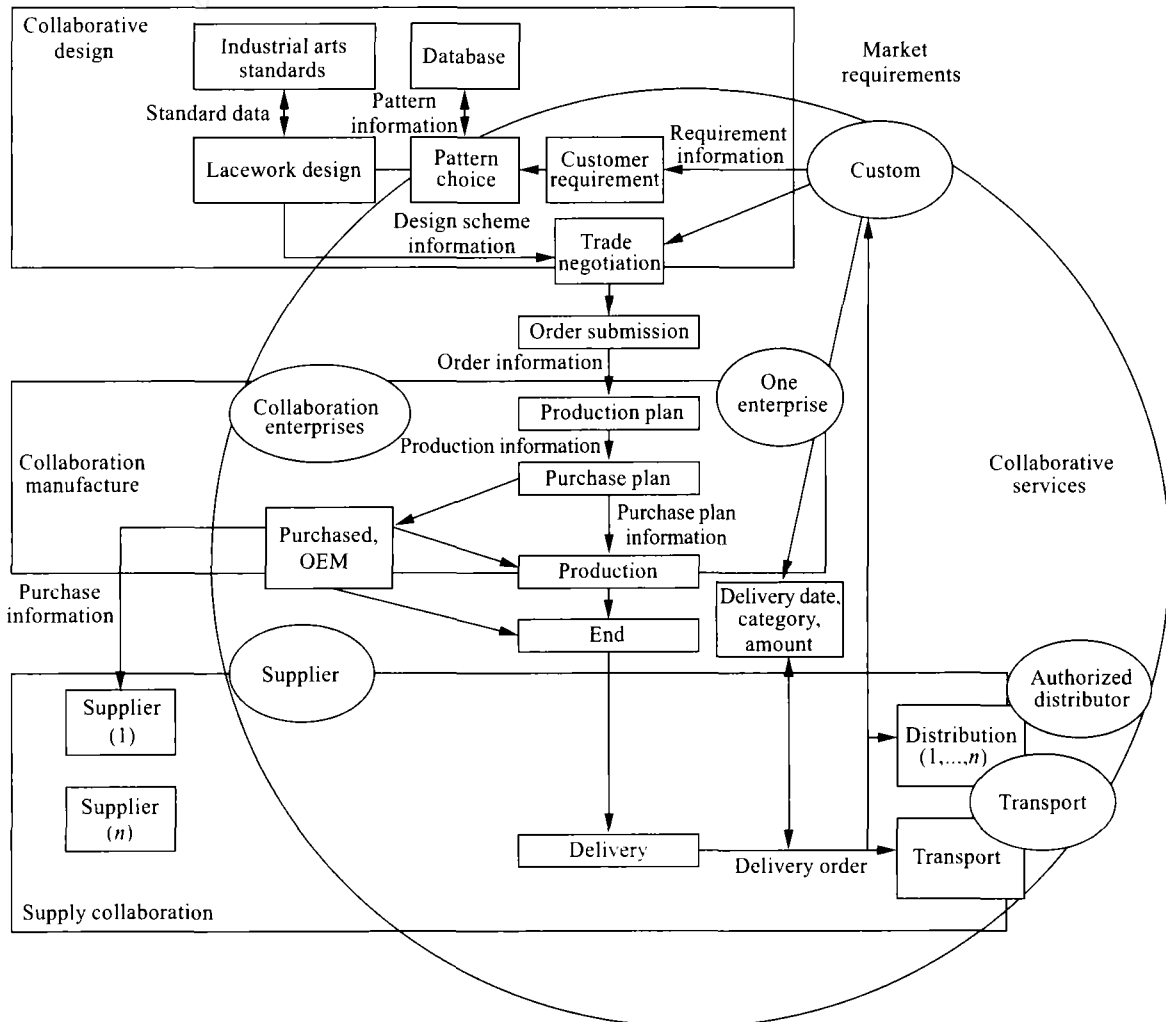 Collaborative
design
Industrial arts
standards
Database
Market
requirements
Standard data
Pattern
information
Requirement
information
Lacework design
Pattern
choice
Customer
requirement
Custom
Design scheme
information
Trade
negotiation
Order submission
Order information
One
enterprise
Collaboration
enterprises
Production plan
Production information
Collaboration
manufacture
Purchase plan
Collaborative
services
Purchase plan
information
Purchased,
OEM
Production
Purchase
information
Delivery date,
category,
amount
End
Supplier
Authorized
distributor
Supplier
(1)
Distribution
(1,...,n)
Supplier
(n)
Transport
Delivery
Delivery order
Transport
Supply collaboration